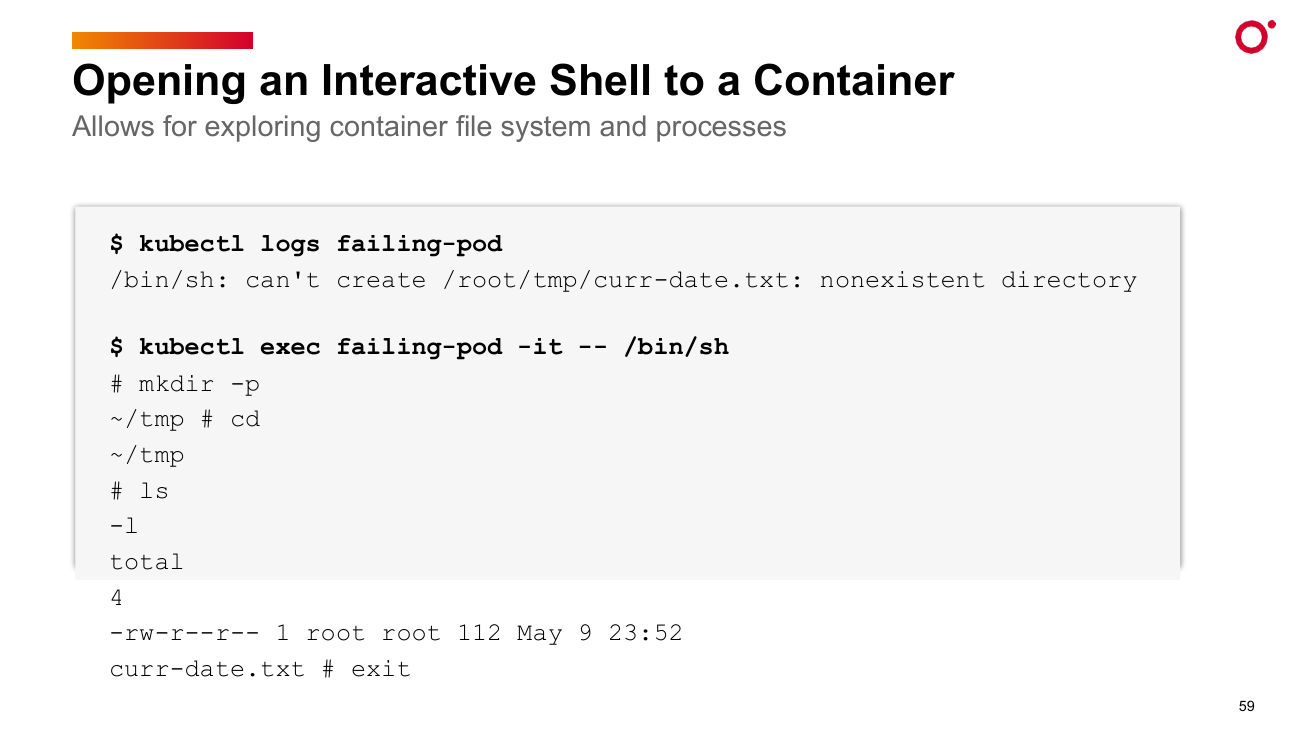 Opening an Interactive Shell to a Container
Allows for exploring container file system and processes
$ kubectl logs failing-pod
/bin/sh: can't create /root/tmp/curr-date.txt: nonexistent directory
$ kubectl exec failing-pod -it -- /bin/sh
# mkdir -p
~/tmp # cd
~/tmp
# ls
-l
total
4
-rw-r--r-- 1 root root 112 May 9 23:52
curr-date.txt # exit
59